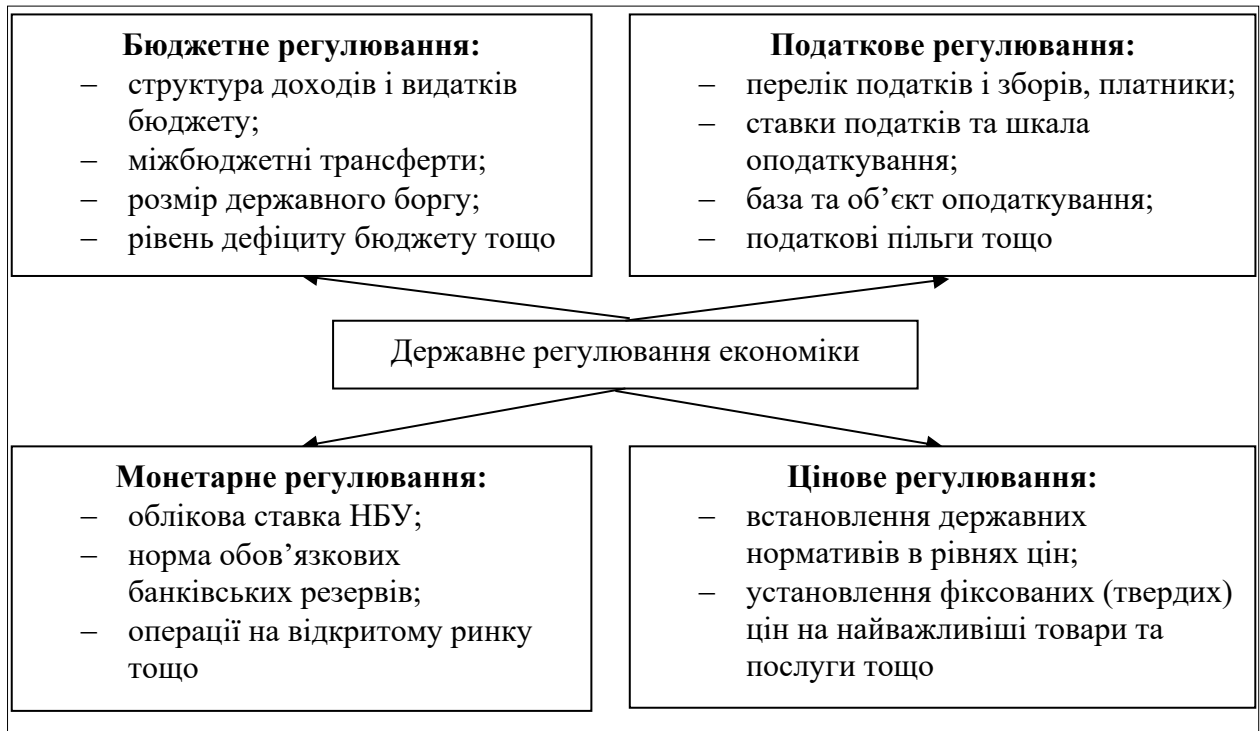 Бюджетне регулювання:
– структура доходів і видатків
бюджету;
– міжбюджетні трансферти;
– розмір державного боргу;
– рівень дефіциту бюджету тощо
Податкове регулювання:
– перелік податків і зборів, платники;
– ставки податків та шкала
оподаткування;
– база та об’єкт оподаткування;
– податкові пільги тощо
Державне регулювання економіки
Монетарне регулювання:
– облікова ставка НБУ;
– норма обов’язкових
банківських резервів;
– операції на відкритому ринку
тощо
Цінове регулювання:
– встановлення державних
нормативів в рівнях цін;
– установлення фіксованих (твердих)
цін на найважливіші товари та
послуги тощо